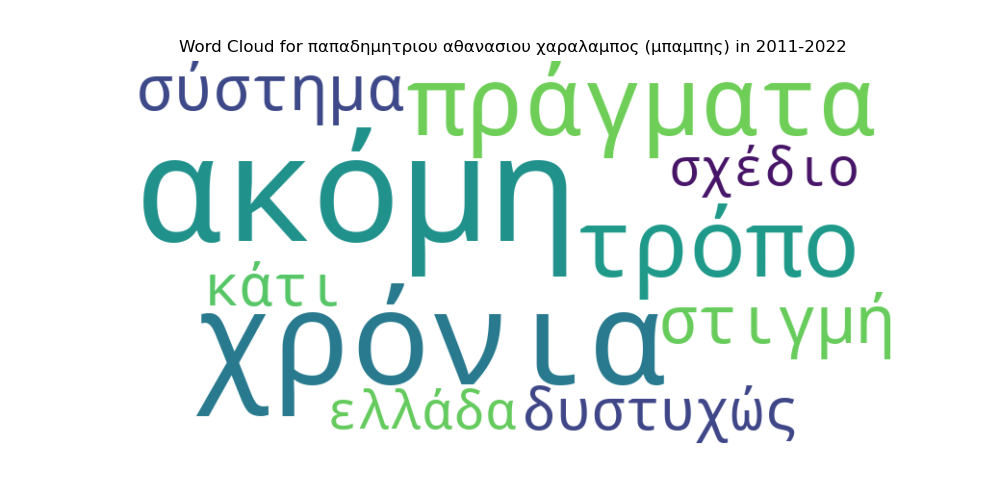 Word Cloud for παπαδημητριου αθανασιου χαραλαμπος (μπαμπης) in 2011-2022
σύστημα
πράγματα
ακόμη
σχέδιο
τρόπο
κάτι
χρόνια
στιγμή
ελλάδα
δυστυχώς